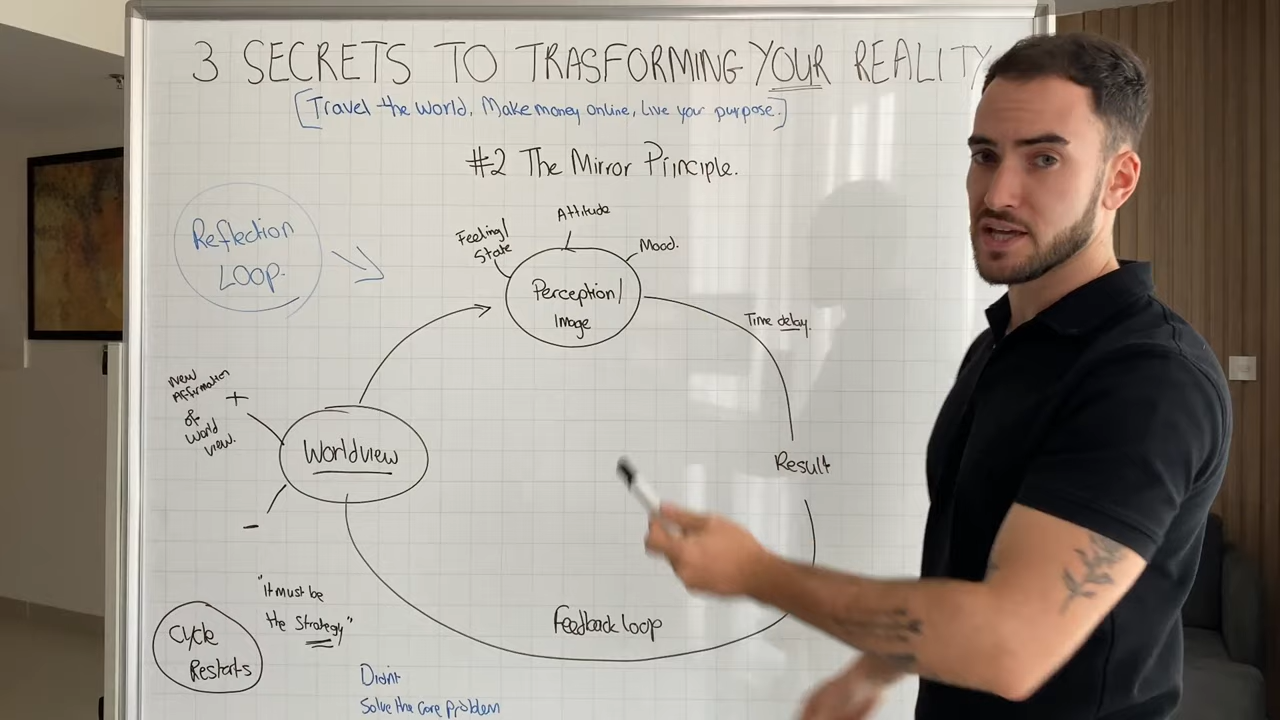 3 SECRETS TO TRASFORMING YOUR REALITY
[Travel the world, Make money online, Live your purpose.]
#2 The Mirror Principle.
Reflection
LOOP.
Feeling/
State
Attitude
Mood.
Perception/
Image
Time delay.
Result
Feedback loop
Worldview
New
Affirmation
of
World
view.
+
-
"it must be
the Strategy"
Cycle
Restarts
Didnt
Solve the core problem